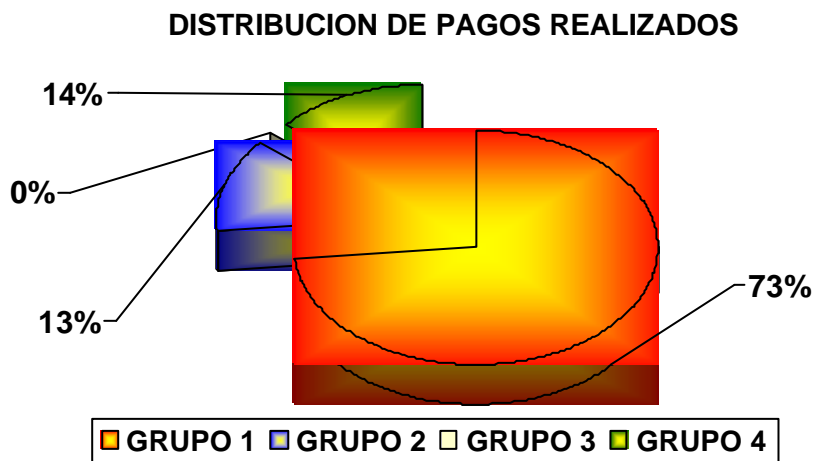 DISTRIBUCION DE PAGOS REALIZADOS
14%
0%
73%
13%
GRUPO 1 GRUPO 2 GRUPO 3 GRUPO 4